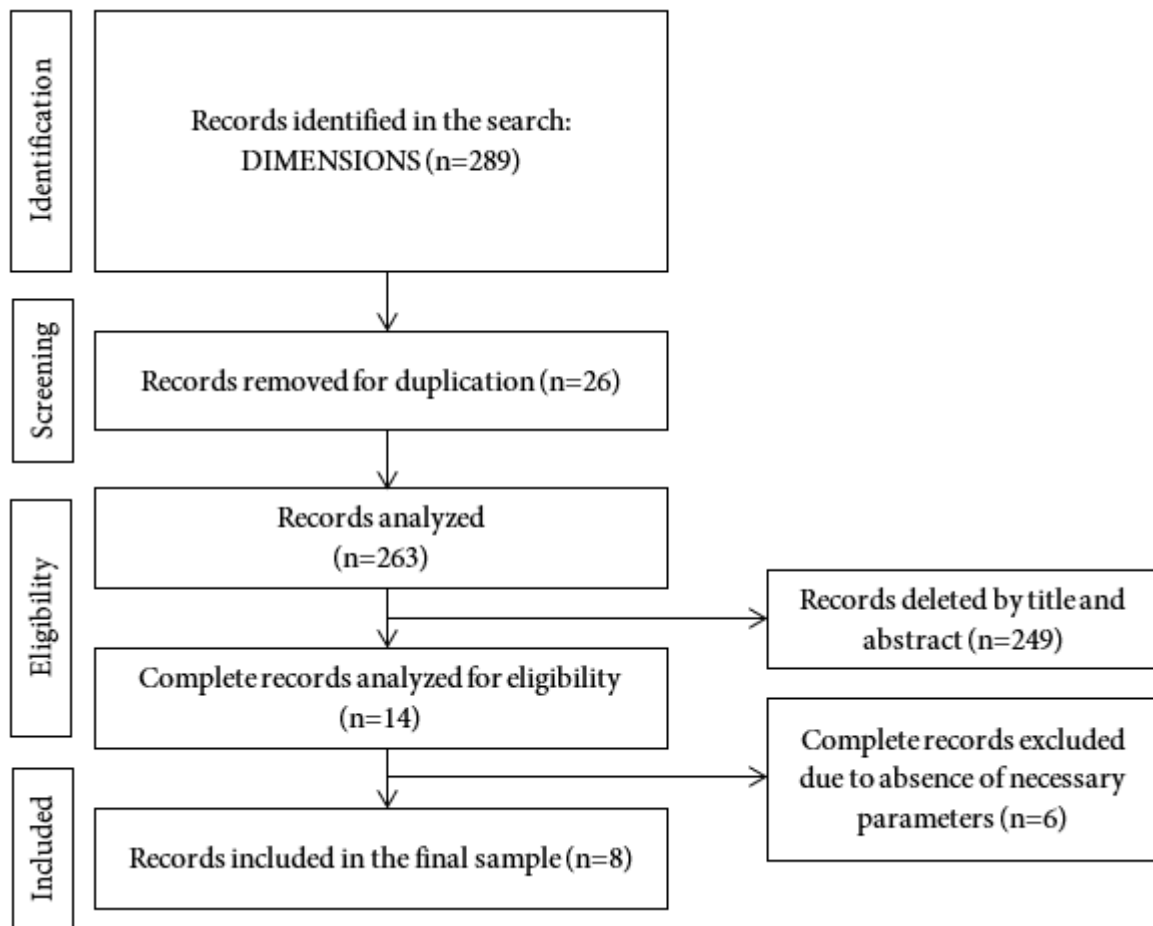 Identification
Records identified in the search:
DIMENSIONS (n=289)
Screening
Records removed for duplication (n=26)
Eligibility
Records analyzed
(n=263)
Records deleted by title and
abstract (n=249)
Complete records analyzed for eligibility
(n=14)
Complete records excluded
due to absence of necessary
parameters (n=6)
Included
Records included in the final sample (n=8)